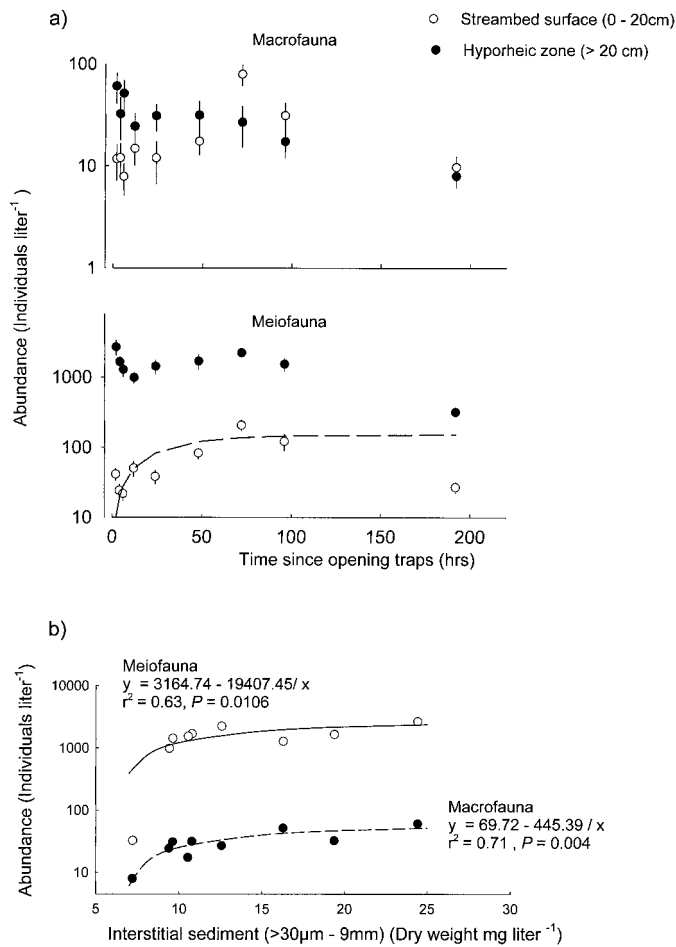 a)
○ Streambed surface (0 - 20cm)
● Hyporheic zone (> 20 cm)
Macrofauna
100
10
1
Abundance (Individuals liter⁻¹)
Meiofauna
1000
100
10
0 50 100 150 200
Time since opening traps (hrs)
b)
Meiofauna
y = 3164.74 - 19407.45/ x
r² = 0.63, P = 0.0106
10000
1000
100
10
Abundance (Individuals liter⁻¹)
Macrofauna
y = 69.72 - 445.39 / x
r² = 0.71 , P = 0.004
5 10 15 20 25 30
Interstitial sediment (>30µm - 9mm) (Dry weight mg liter ⁻¹)